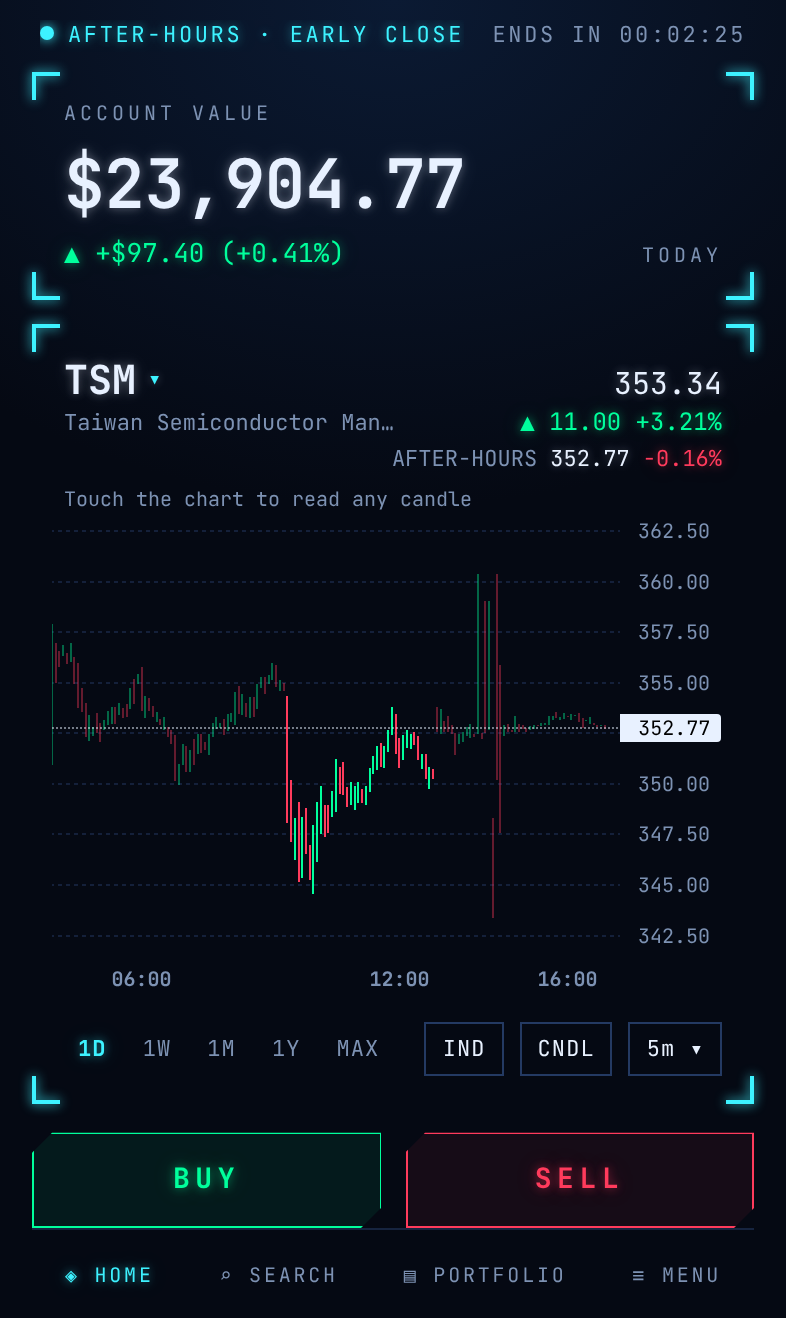 AFTER-HOURS · EARLY CLOSE ENDS IN 00:02:25
ACCOUNT VALUE
$23,904.77
▲ +$97.40 (+0.41%) TODAY
TSM ▾ 353.34
Taiwan Semiconductor Man… ▲ 11.00 +3.21%
AFTER-HOURS 352.77 -0.16%
Touch the chart to read any candle
362.50
360.00
357.50
355.00
352.77
350.00
347.50
345.00
342.50
06:00 12:00 16:00
1D 1W 1M 1Y MAX IND CNDL 5m ▾
BUY SELL
◈ HOME ⌕ SEARCH ▤ PORTFOLIO ≡ MENU